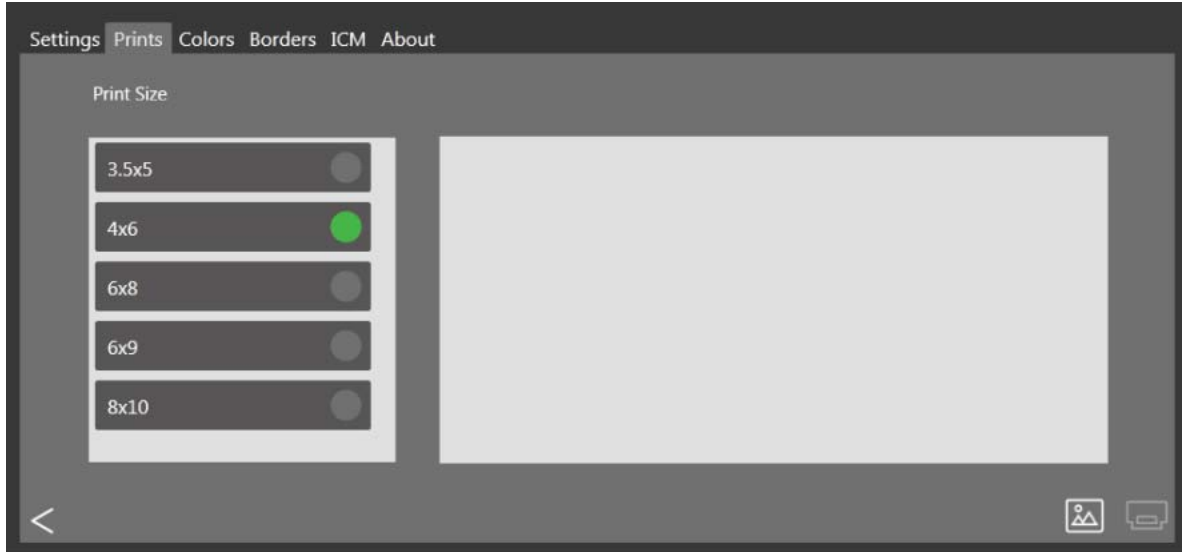 Settings Prints Colors Borders ICM About
Print Size
3.5x5
4x6
6x8
6x9
8x10